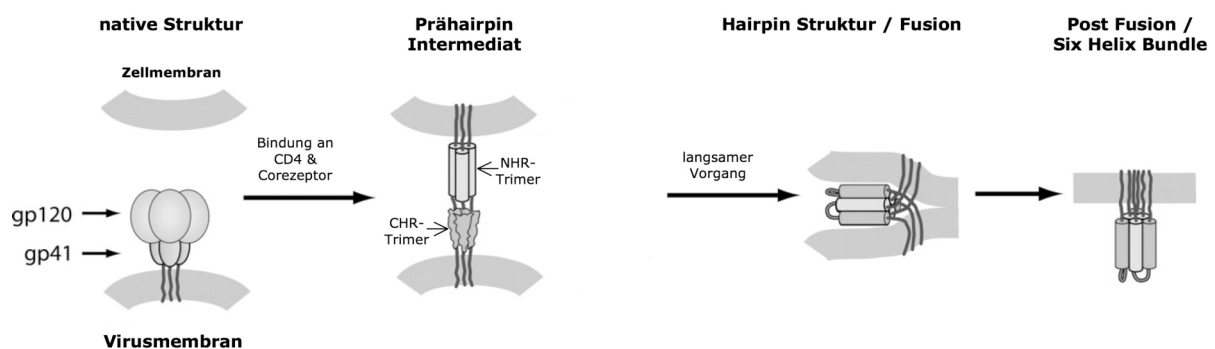 native Struktur
Prähairpin
Intermediat
Hairpin Struktur / Fusion
Post Fusion /
Six Helix Bundle
Zellmembran
Bindung an
CD4 &
Corezeptor
NHR-
Trimer
CHR-
Trimer
langsamer
Vorgang
gp120
gp41
Virusmembran